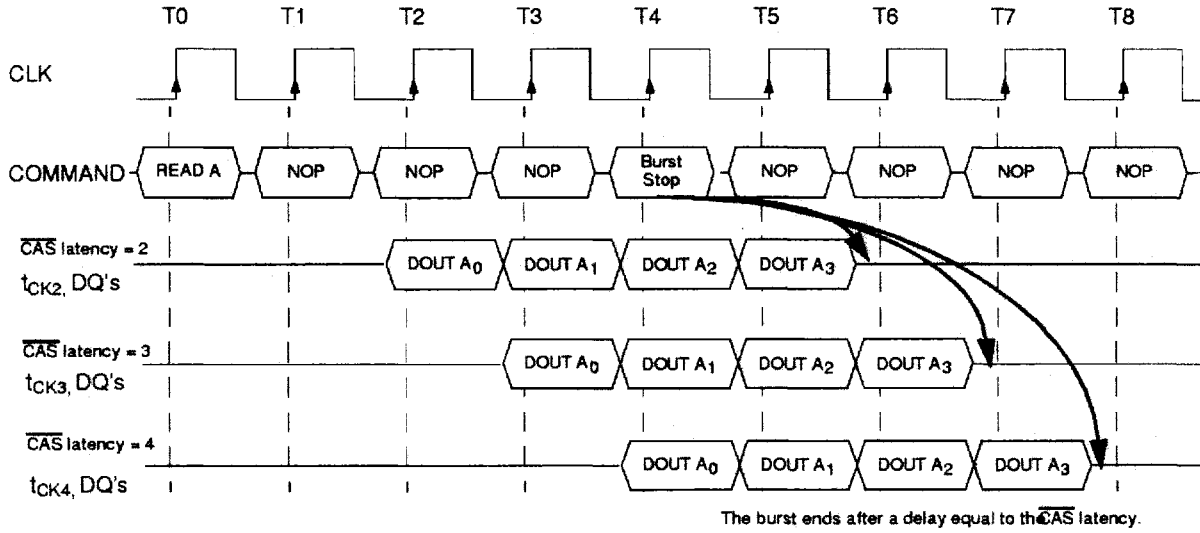 T0 T1 T2 T3 T4 T5 T6 T7 T8
CLK
COMMAND READ A NOP NOP NOP Burst Stop NOP NOP NOP NOP
CAS latency = 2
tCK2, DQ's DOUT A0 DOUT A1 DOUT A2 DOUT A3
CAS latency = 3
tCK3, DQ's DOUT A0 DOUT A1 DOUT A2 DOUT A3
CAS latency = 4
tCK4, DQ's DOUT A0 DOUT A1 DOUT A2 DOUT A3
The burst ends after a delay equal to the CAS latency.